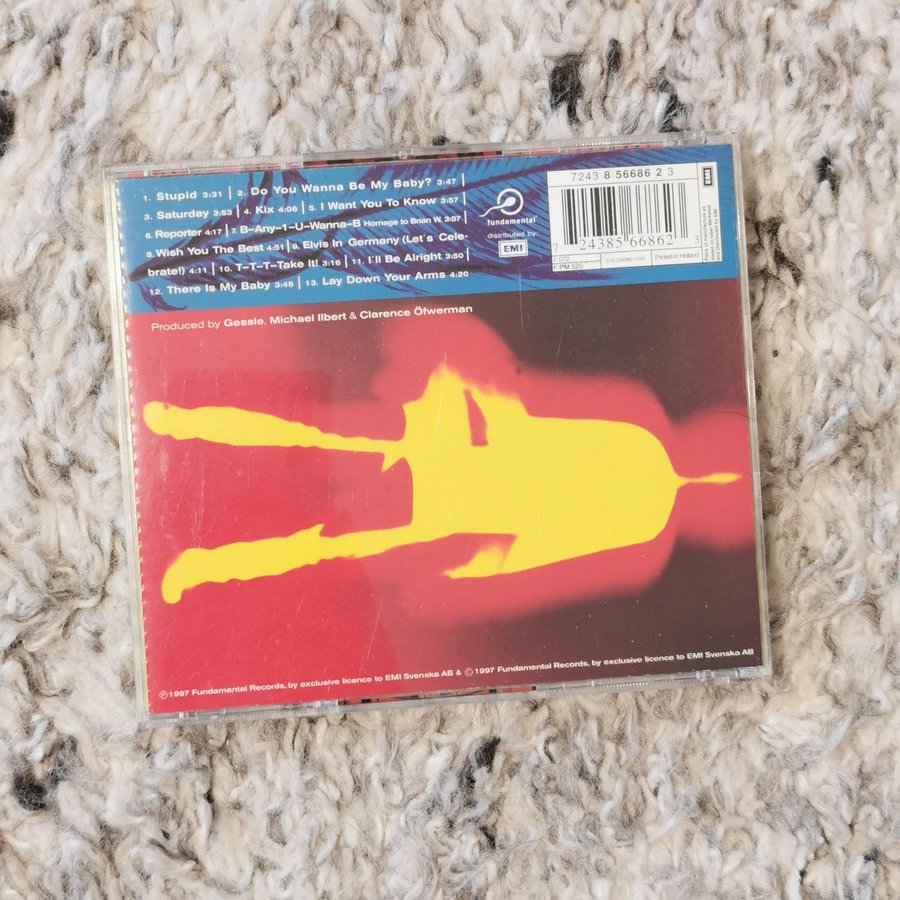 1. Stupid 3:31 | 2. Do You Wanna Be My Baby? 3:47 |
3. Saturday 3:53 | 4. Kix 4:06 | 5. I Want You To Know 3:57 |
6. Reporter 4:17 | 7. B-Any-1-U-Wanna-B Homage to Brian W. 3:57 |
8. Wish You The Best 4:51 | 9. Elvis In Germany (Let's Cele-
brate!) 4:11 | 10. T-T-T-Take It! 3:16 | 11. I'll Be Alright 3:50 |
12. There Is My Baby 3:48 | 13. Lay Down Your Arms 4:20
fundamental
distributed by:
EMI
7243 8 56686 2 3
7 24385 66862 3
F:PM 520
Printed in Holland
EMI
Produced by Gessle, Michael Ilbert & Clarence Öfwerman
℗ 1997 Fundamental Records, by exclusive licence to EMI Svenska AB & © 1997 Fundamental Records, by exclusive licence to EMI Svenska AB